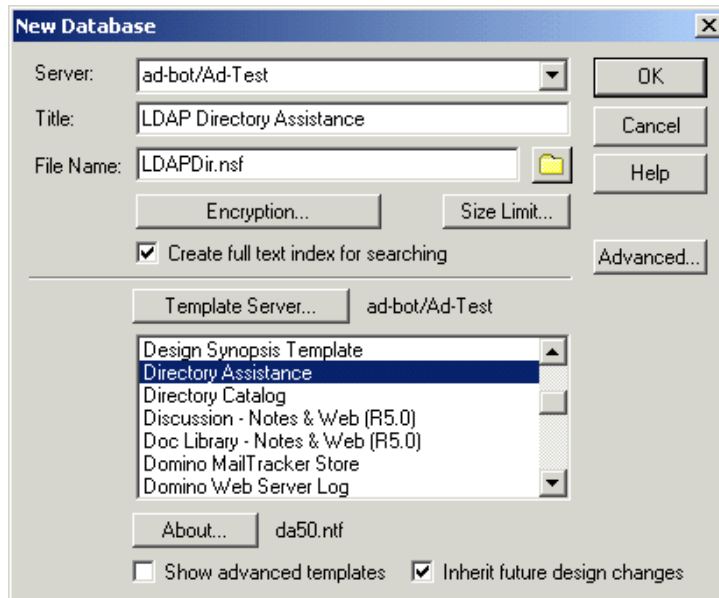 New Database
Server: ad-bot/Ad-Test OK
Title: LDAP Directory Assistance Cancel
File Name: LDAPDir.nsf Help
Encryption... Size Limit...
Create full text index for searching Advanced...
Template Server... ad-bot/Ad-Test
Design Synopsis Template
Directory Assistance
Directory Catalog
Discussion - Notes & Web (R5.0)
Doc Library - Notes & Web (R5.0)
Domino MailTracker Store
Domino Web Server Log
About... da50.ntf
Show advanced templates Inherit future design changes